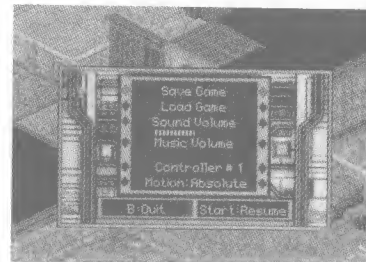 Save Game
Load Game
Sound Volume
Music Volume
Controller # 1
Motion:Absolute
B:Quit Start:Resume